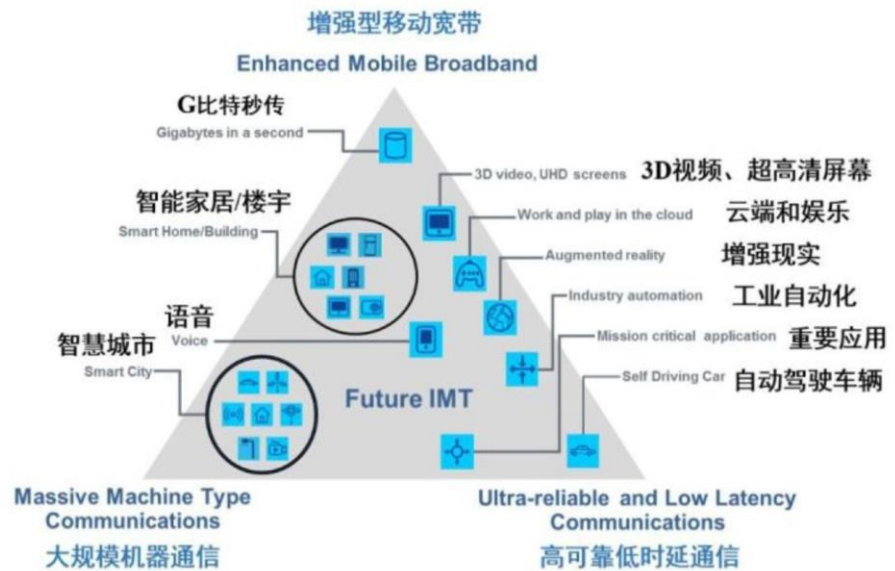 增强型移动宽带
Enhanced Mobile Broadband
G比特秒传
Gigabytes in a second
3D video, UHD screens 3D视频、超高清屏幕
智能家居/楼宇
Smart Home/Building
Work and play in the cloud 云端和娱乐
Augmented reality 增强现实
Industry automation 工业自动化
语音
Voice
Mission critical application 重要应用
智慧城市
Smart City
Self Driving Car 自动驾驶车辆
Future IMT
Massive Machine Type
Communications
大规模机器通信
Ultra-reliable and Low Latency
Communications
高可靠低时延通信